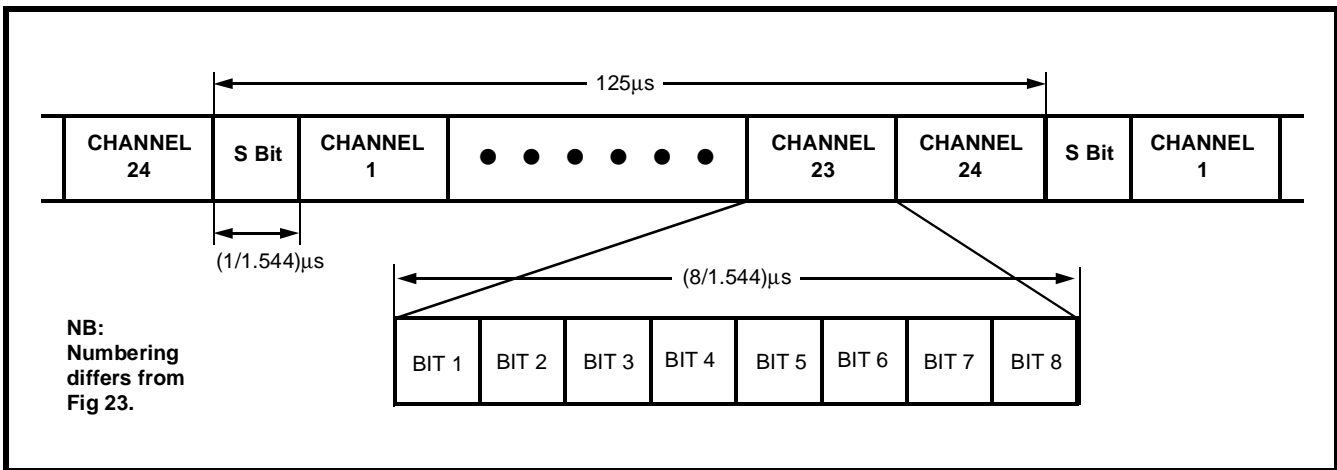 125μs
CHANNEL
24
S Bit
CHANNEL
1
CHANNEL
23
CHANNEL
24
S Bit
CHANNEL
1
(1/1.544)μs
(8/1.544)μs
NB:
Numbering
differs from
Fig 23.
BIT 1 BIT 2 BIT 3 BIT 4 BIT 5 BIT 6 BIT 7 BIT 8